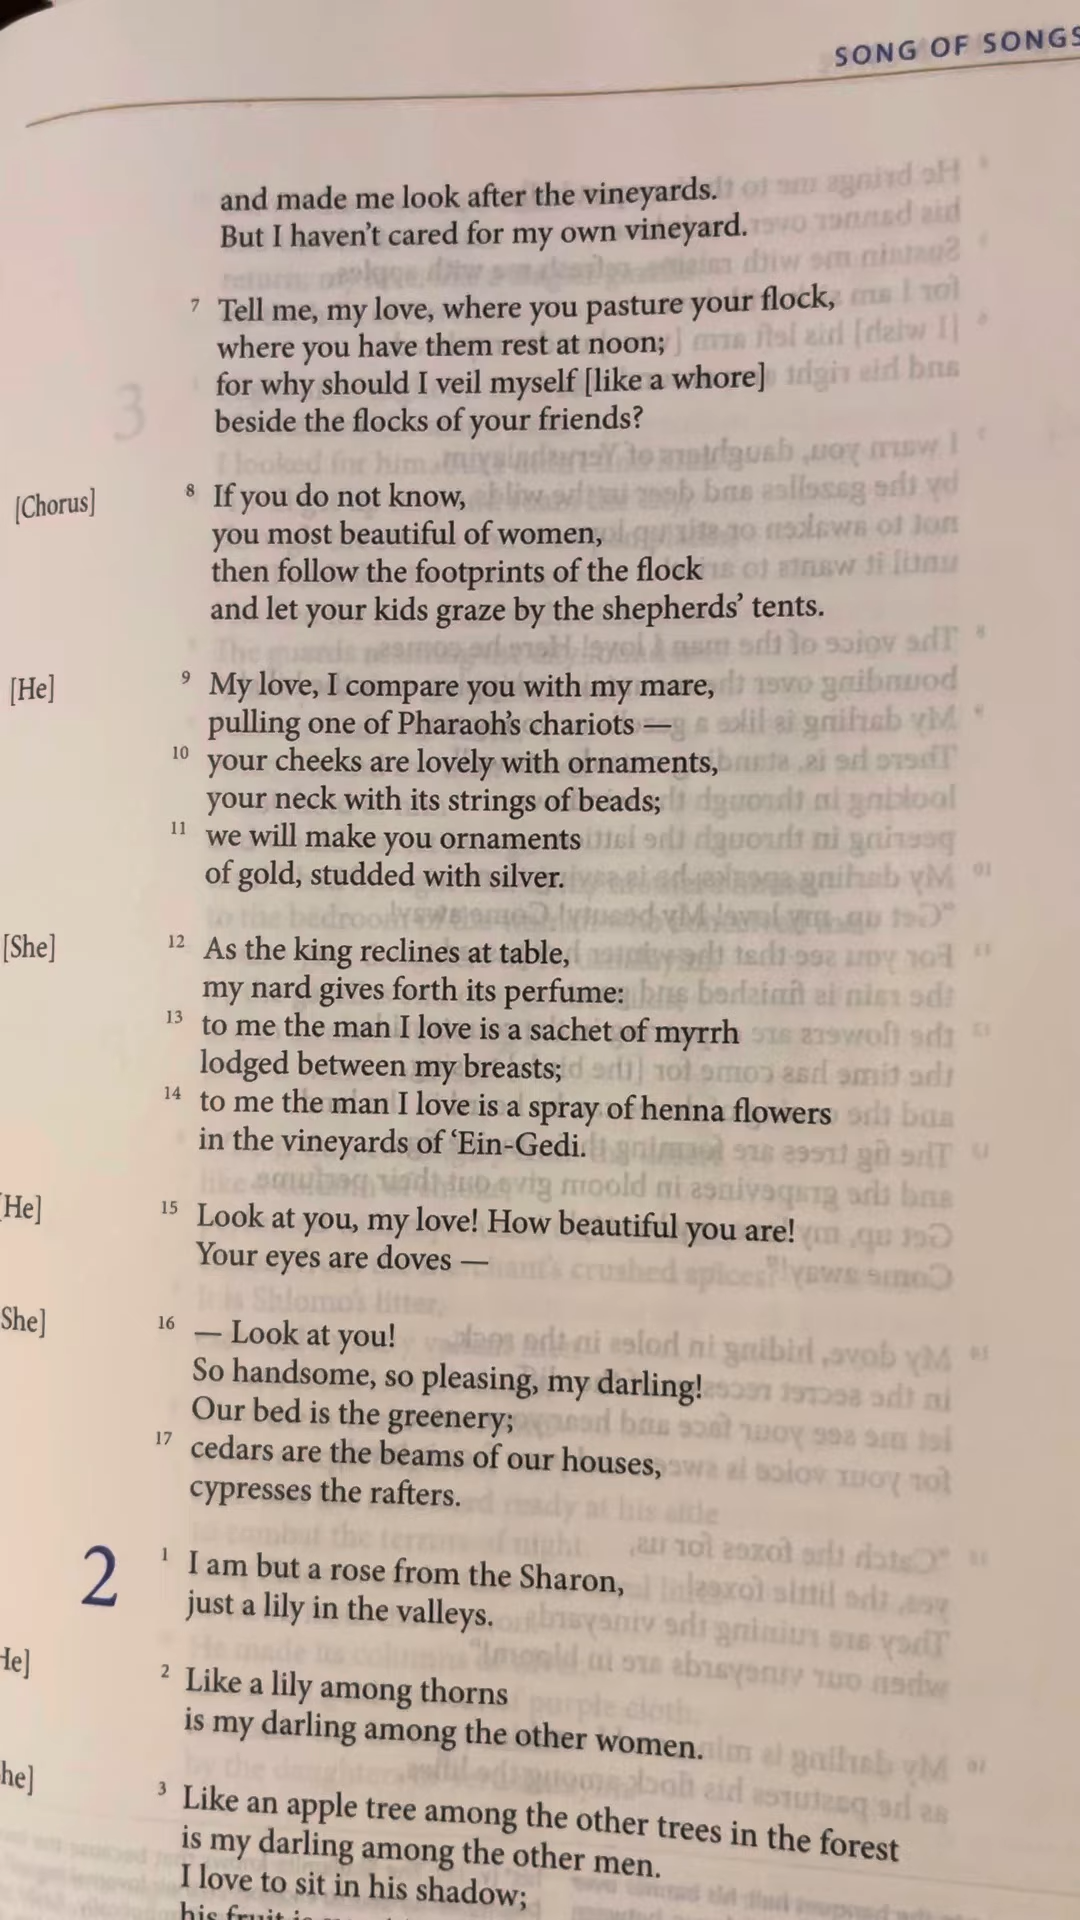 SONG OF SONGS
and made me look after the vineyards.
But I haven't cared for my own vineyard.
7 Tell me, my love, where you pasture your flock,
where you have them rest at noon;
for why should I veil myself [like a whore]
beside the flocks of your friends?
[Chorus] 8 If you do not know,
you most beautiful of women,
then follow the footprints of the flock
and let your kids graze by the shepherds' tents.
[He] 9 My love, I compare you with my mare,
pulling one of Pharaoh's chariots —
10 your cheeks are lovely with ornaments,
your neck with its strings of beads;
11 we will make you ornaments
of gold, studded with silver.
[She] 12 As the king reclines at table,
my nard gives forth its perfume:
13 to me the man I love is a sachet of myrrh
lodged between my breasts;
14 to me the man I love is a spray of henna flowers
in the vineyards of ‘Ein-Gedi.
[He] 15 Look at you, my love! How beautiful you are!
Your eyes are doves —
She] 16 — Look at you!
So handsome, so pleasing, my darling!
Our bed is the greenery;
17 cedars are the beams of our houses,
cypresses the rafters.
2 1 I am but a rose from the Sharon,
just a lily in the valleys.
He] 2 Like a lily among thorns
is my darling among the other women.
he] 3 Like an apple tree among the other trees in the forest
is my darling among the other men.
I love to sit in his shadow;
his fruit is